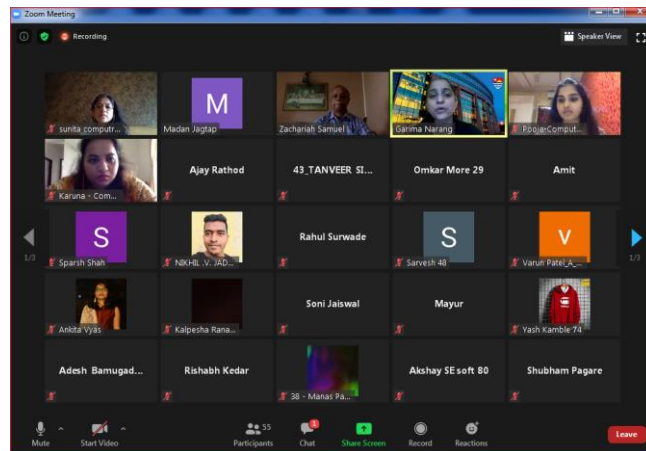 Zoom Meeting
Recording
Speaker View
sunita computr...
M
Madan Jagtap
Zachariah Samuel
Garima Narang
Pooja-Comput...
Karuna - Com...
Ajay Rathod
43_TANVEER SI...
Omkar More 29
Amit
S
Sparsh Shah
NIKHIL .V. JAD...
Rahul Surwade
S
Sarvesh 48
V
Varun Patel_A_...
1/3
1/3
Ankita Vyas
Kalpesha Rana...
Soni Jaiswal
Mayur
Yash Kamble 74
Adesh Bamugad...
Rishabh Kedar
38 - Manas Pa...
Akshay SE soft 80
Shubham Pagare
Mute
Start Video
55
Participants
1
Chat
Share Screen
Record
Reactions
Leave